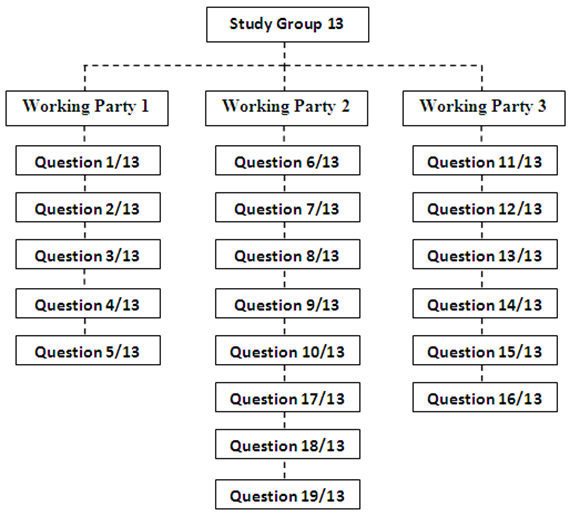 Study Group 13
Working Party 1
Working Party 2
Working Party 3
Question 1/13
Question 6/13
Question 11/13
Question 2/13
Question 7/13
Question 12/13
Question 3/13
Question 8/13
Question 13/13
Question 4/13
Question 9/13
Question 14/13
Question 5/13
Question 10/13
Question 15/13
Question 17/13
Question 16/13
Question 18/13
Question 19/13